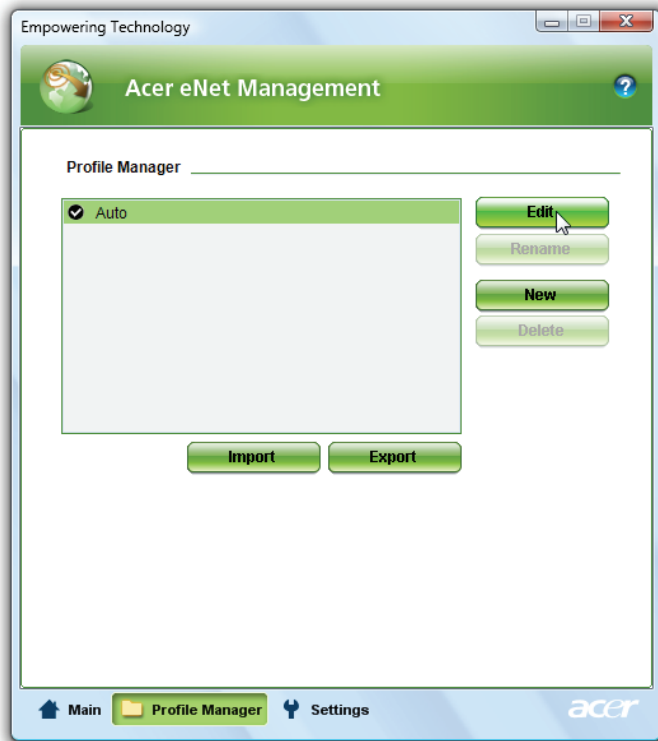 Empowering Technology
Acer eNet Management
?
Profile Manager
Auto
Edit
Rename
New
Delete
Import Export
Main Profile Manager Settings acer